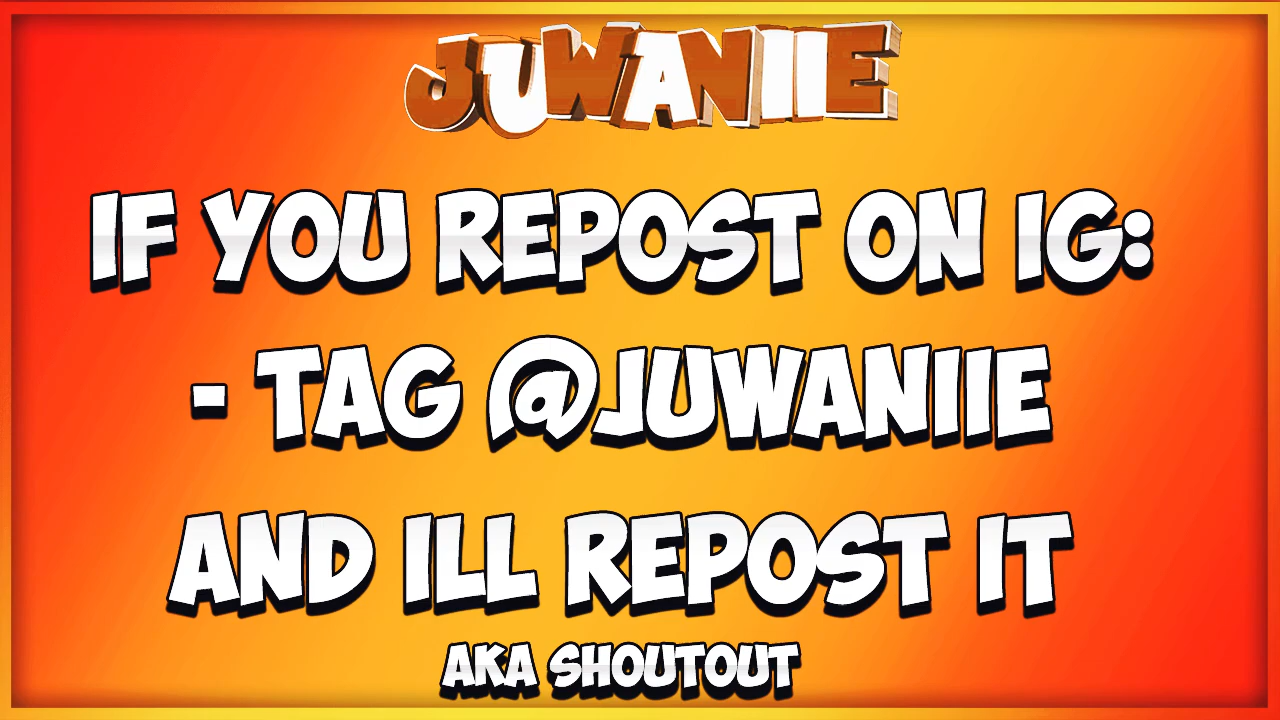 JUWANIIE
IF YOU REPOST ON IG:
- TAG @JUWANIIE
AND ILL REPOST IT
AKA SHOUTOUT